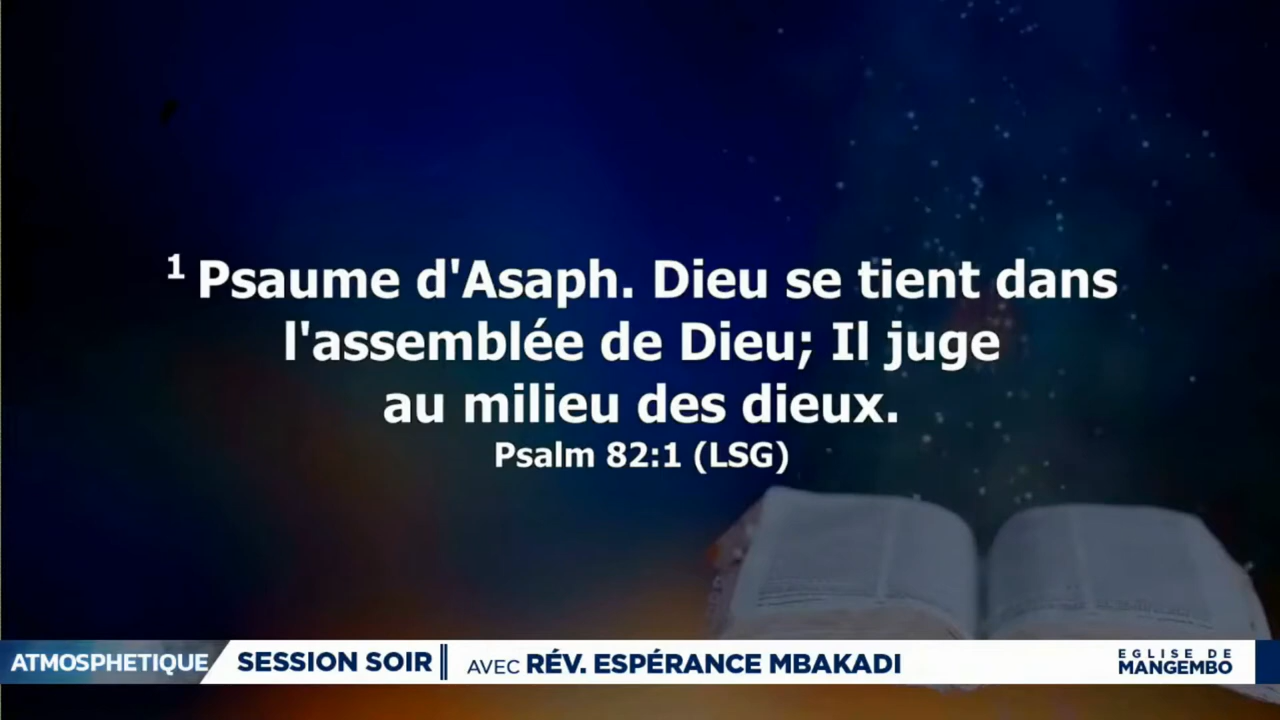 1 Psaume d'Asaph. Dieu se tient dans
l'assemblée de Dieu; Il juge
au milieu des dieux.
Psalm 82:1 (LSG)
ATMOSPHETIQUE SESSION SOIR AVEC RÉV. ESPÉRANCE MBAKADI
EGLISE DE
MANGEMBO